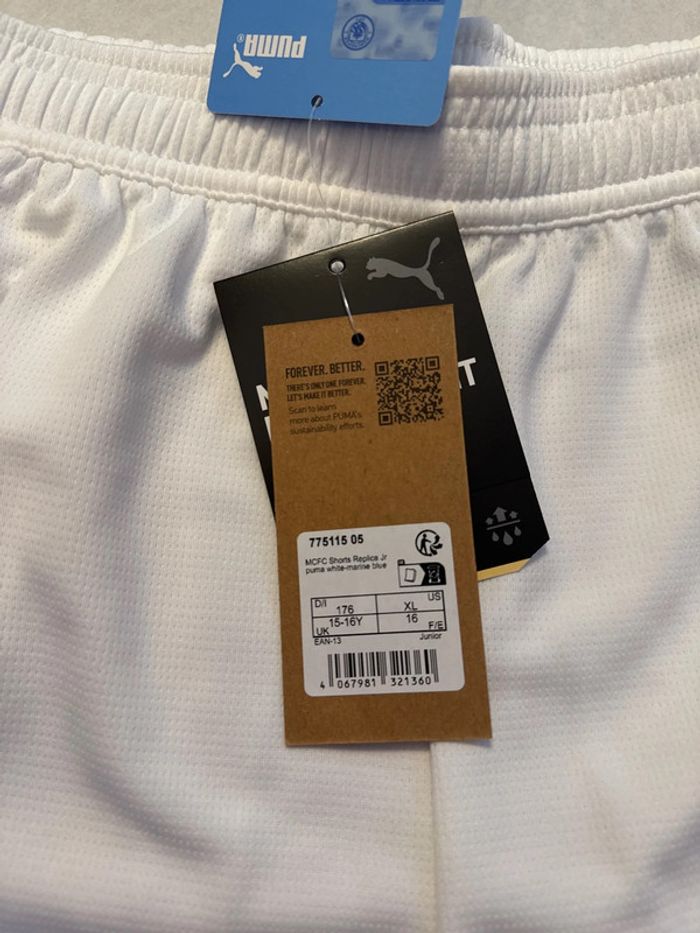 PUMA
FOREVER. BETTER.
THERE'S ONLY ONE FOREVER.
LET'S MAKE IT BETTER.
Scan to learn
more about PUMA's
sustainability efforts.
775115 05
MCFC Shorts Replica Jr
puma white-marine blue
D/I 176 XL US
UK 15-16Y 16 F/E
EAN-13 Junior
4 067981 321360